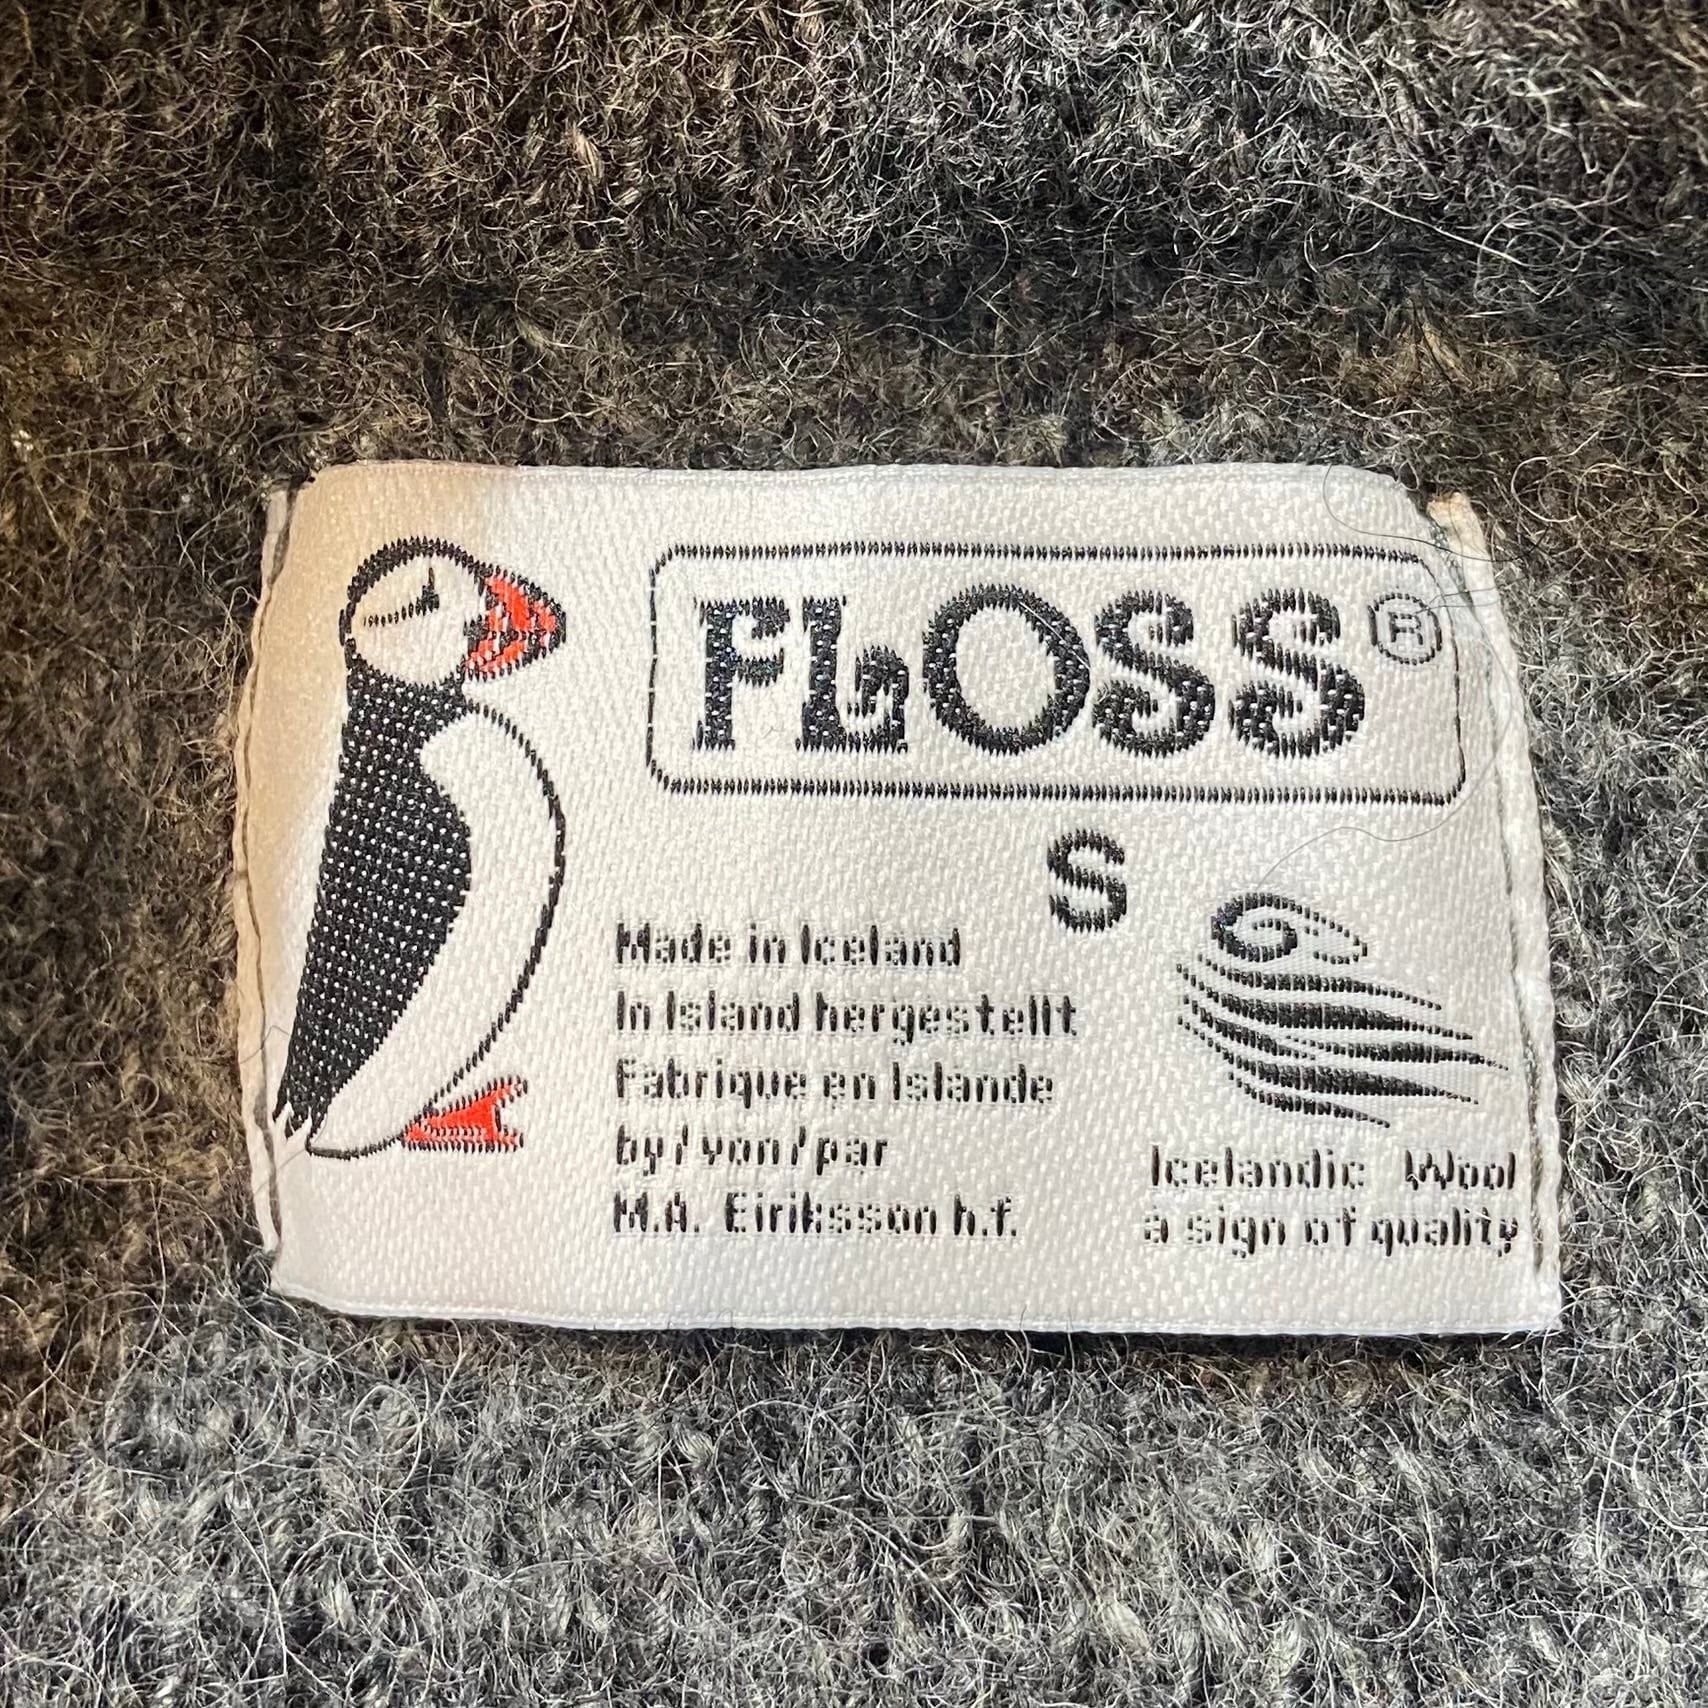 FLOSS®
S
Made in Iceland
In Island hergestellt
Fabrique en Islande
by / von / par
M.A. Eiriksson h.f.
Icelandic Wool
a sign of quality